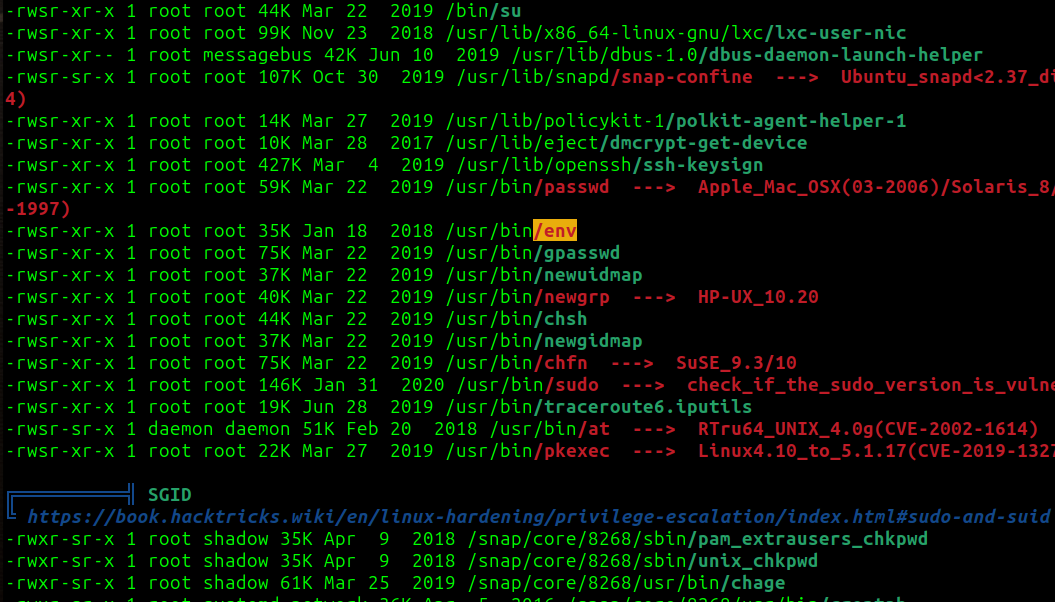 -rwsr-xr-x 1 root root 44K Mar 22  2019 /bin/su
-rwsr-xr-x 1 root root 99K Nov 23  2018 /usr/lib/x86_64-linux-gnu/lxc/lxc-user-nic
-rwsr-xr-- 1 root messagebus 42K Jun 10  2019 /usr/lib/dbus-1.0/dbus-daemon-launch-helper
-rwsr-sr-x 1 root root 107K Oct 30  2019 /usr/lib/snapd/snap-confine  --->  Ubuntu_snapd<2.37_di
4)
-rwsr-xr-x 1 root root 14K Mar 27  2019 /usr/lib/policykit-1/polkit-agent-helper-1
-rwsr-xr-x 1 root root 10K Mar 28  2017 /usr/lib/eject/dmcrypt-get-device
-rwsr-xr-x 1 root root 427K Mar  4  2019 /usr/lib/openssh/ssh-keysign
-rwsr-xr-x 1 root root 59K Mar 22  2019 /usr/bin/passwd  --->  Apple_Mac_OSX(03-2006)/Solaris_8/
-1997)
-rwsr-xr-x 1 root root 35K Jan 18  2018 /usr/bin/env
-rwsr-xr-x 1 root root 75K Mar 22  2019 /usr/bin/gpasswd
-rwsr-xr-x 1 root root 37K Mar 22  2019 /usr/bin/newuidmap
-rwsr-xr-x 1 root root 40K Mar 22  2019 /usr/bin/newgrp  --->  HP-UX_10.20
-rwsr-xr-x 1 root root 44K Mar 22  2019 /usr/bin/chsh
-rwsr-xr-x 1 root root 37K Mar 22  2019 /usr/bin/newgidmap
-rwsr-xr-x 1 root root 75K Mar 22  2019 /usr/bin/chfn  --->  SuSE_9.3/10
-rwsr-xr-x 1 root root 146K Jan 31  2020 /usr/bin/sudo  --->  check_if_the_sudo_version_is_vulne
-rwsr-xr-x 1 root root 19K Jun 28  2019 /usr/bin/traceroute6.iputils
-rwsr-sr-x 1 daemon daemon 51K Feb 20  2018 /usr/bin/at  --->  RTru64_UNIX_4.0g(CVE-2002-1614)
-rwsr-xr-x 1 root root 22K Mar 27  2019 /usr/bin/pkexec  --->  Linux4.10_to_5.1.17(CVE-2019-1327
SGID
https://book.hacktricks.wiki/en/linux-hardening/privilege-escalation/index.html#sudo-and-suid
-rwxr-sr-x 1 root shadow 35K Apr  9  2018 /snap/core/8268/sbin/pam_extrausers_chkpwd
-rwxr-sr-x 1 root shadow 35K Apr  9  2018 /snap/core/8268/sbin/unix_chkpwd
-rwxr-sr-x 1 root shadow 61K Mar 25  2019 /snap/core/8268/usr/bin/chage